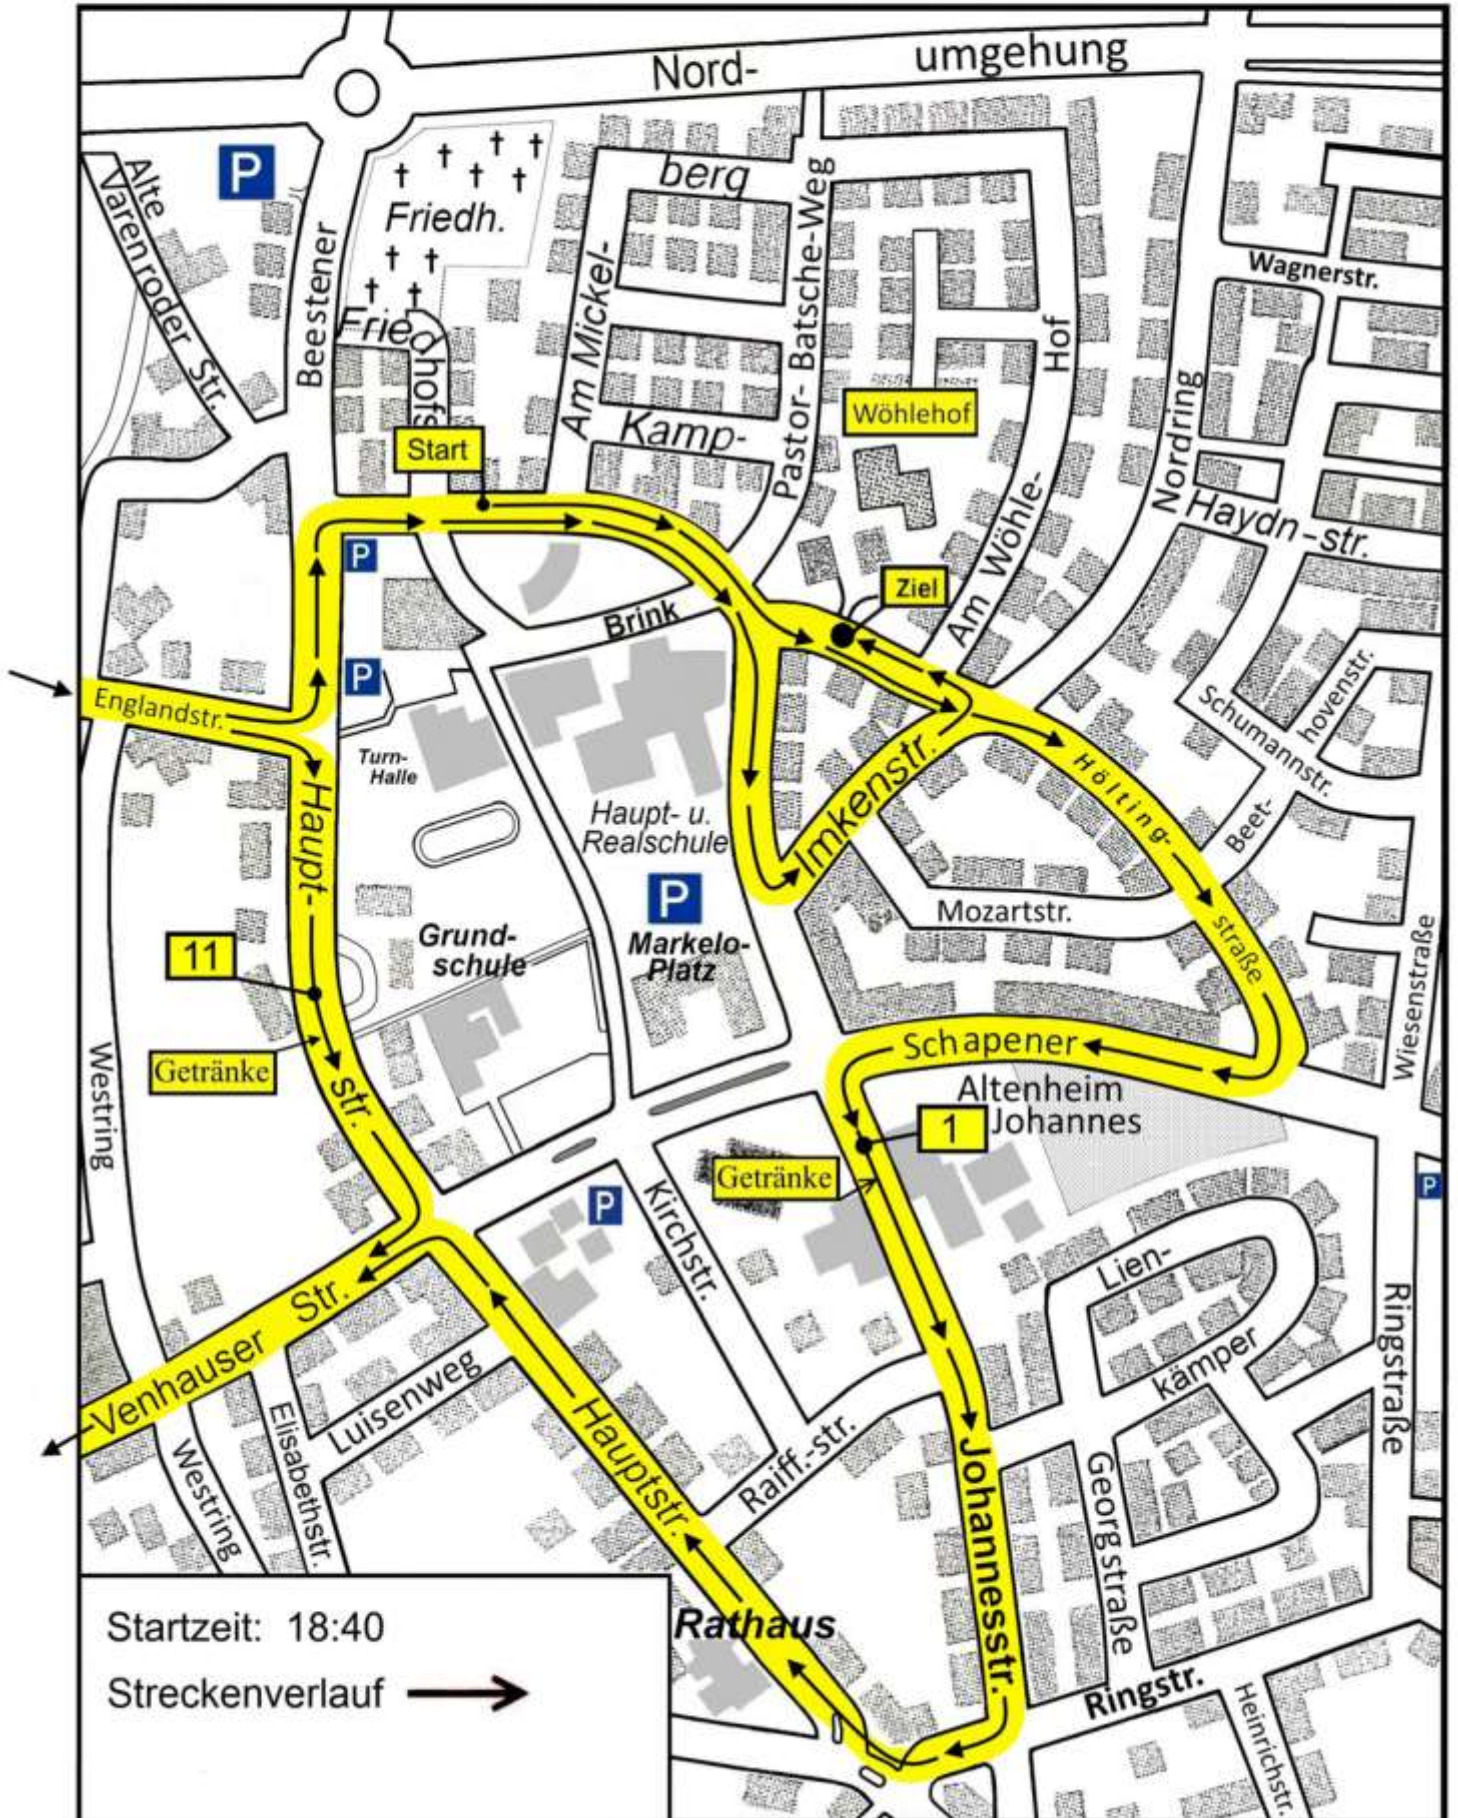 Nord-
umgehung
P
Alte
Varenroder Str.
Beestener
Friedh.
Friedhofs
berg
Am Mickel-
Kamp-
Pastor- Batsche-Weg
Wöhlehof
Am Wöhle-
Hof
Nordring
Wagnerstr.
Haydn-str.
Start
P
P
Brink
Ziel
Englandstr.
Turn-
Halle
Haupt- u.
Realschule
P
Markelo-
Platz
Grund-
schule
Imkenstr.
Hölting-
straße
Schumannstr.
Beet-
hovenstr.
Mozartstr.
Wiesenstraße
Haupt-
str.
11
Getränke
Westring
Schapener
Altenheim
Johannes
1
Getränke
P
P
Kirchstr.
Lien-
kämper
Ringstraße
Venhauser Str.
Luisenweg
Elisabethstr.
Westring
Hauptstr.
Raiff.-str.
Johannesstr.
Georgstraße
Rathaus
Ringstr.
Heinrichstr.
Startzeit: 18:40
Streckenverlauf